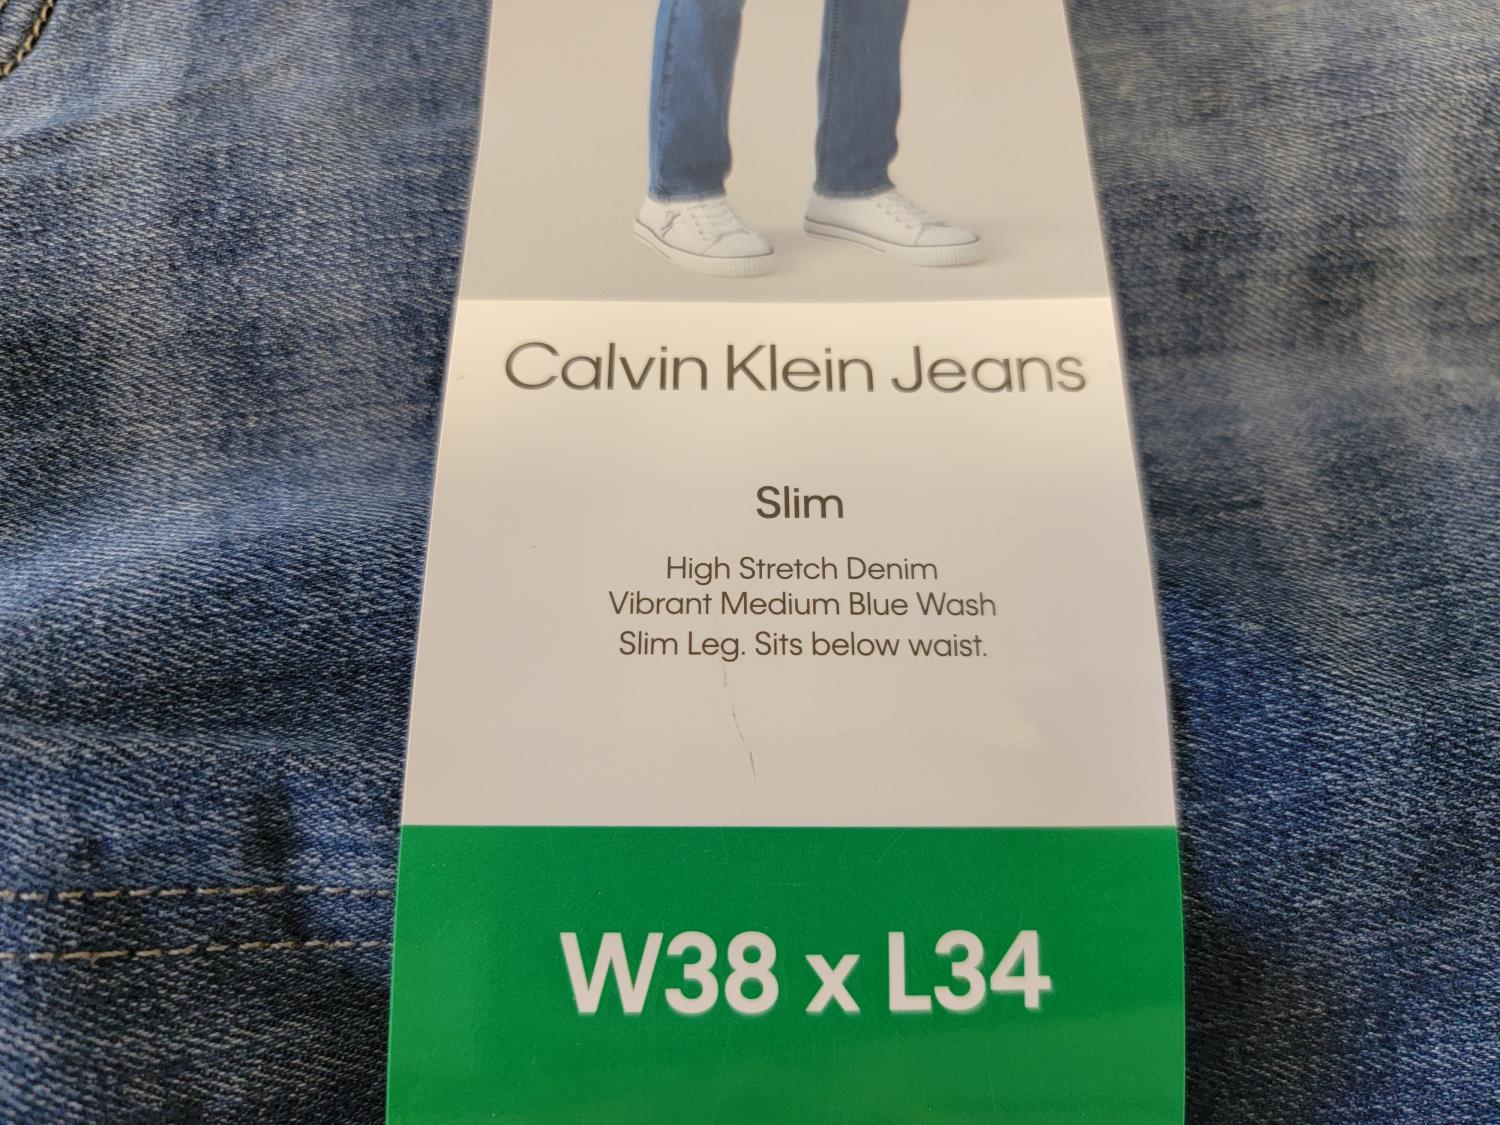 Calvin Klein Jeans
Slim
High Stretch Denim
Vibrant Medium Blue Wash
Slim Leg. Sits below waist.
W38 x L34